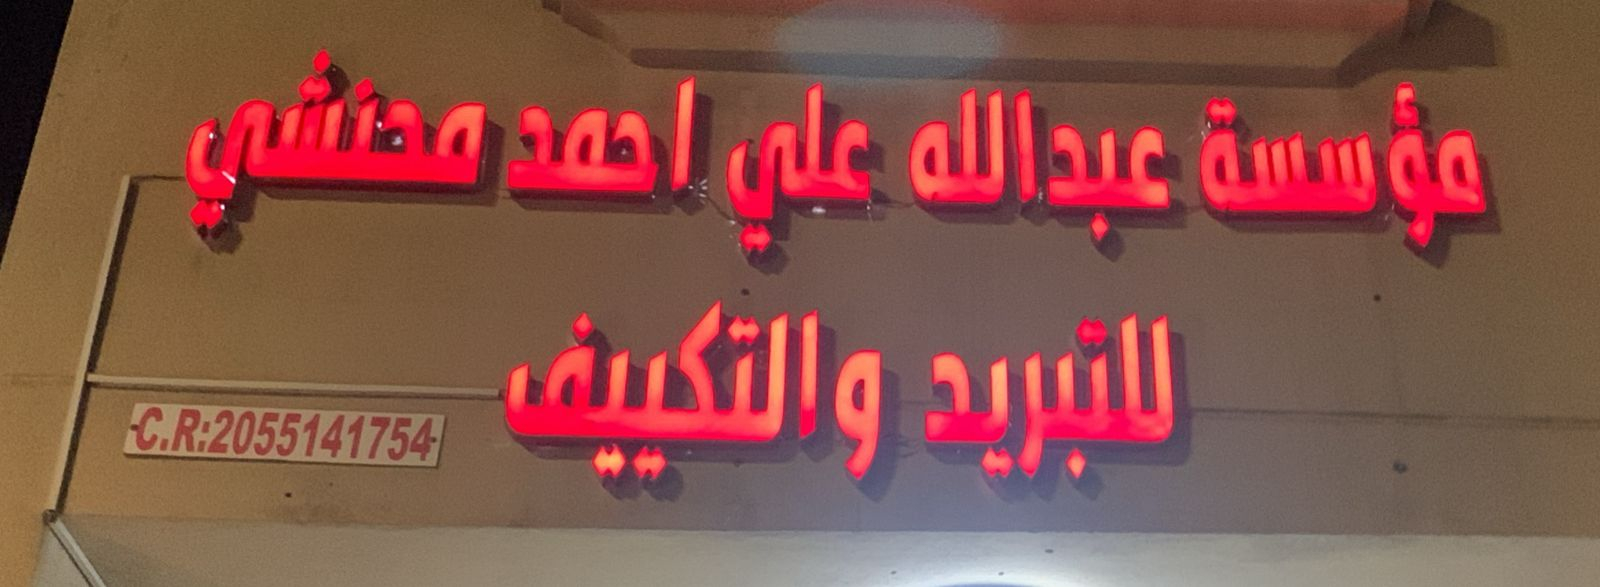 مؤسسة عبدالله علي احمد محنشي
للتبريد والتكييف
C.R:2055141754